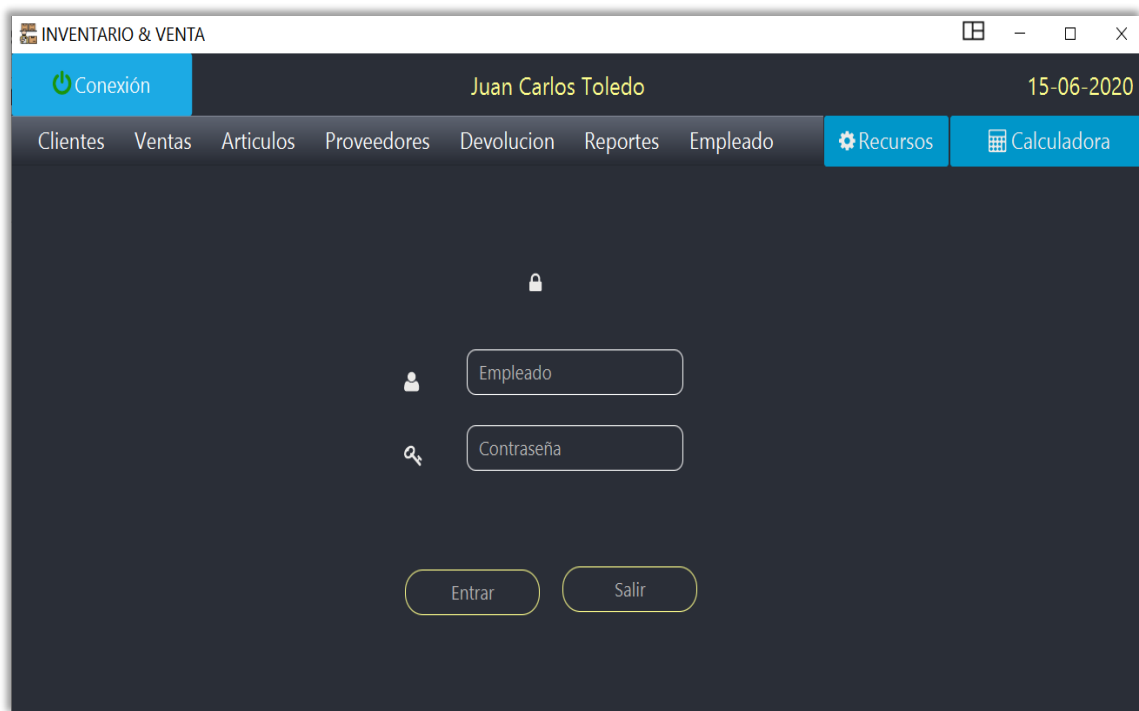 INVENTARIO & VENTA
Conexión Juan Carlos Toledo 15-06-2020
Clientes Ventas Articulos Proveedores Devolucion Reportes Empleado Recursos Calculadora
Empleado
Contraseña
Entrar Salir